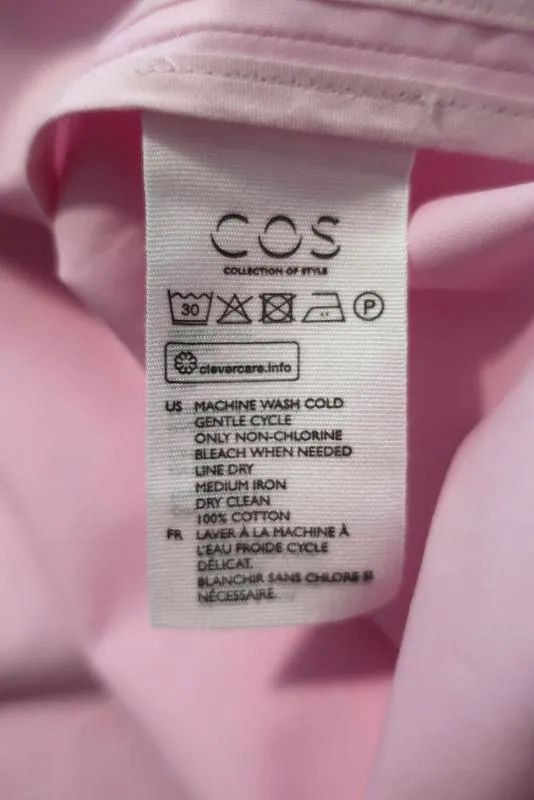 COS
COLLECTION OF STYLE
30 P
clevercare.info
US MACHINE WASH COLD
GENTLE CYCLE
ONLY NON-CHLORINE
BLEACH WHEN NEEDED
LINE DRY
MEDIUM IRON
DRY CLEAN
100% COTTON
FR LAVER À LA MACHINE À
L'EAU FROIDE CYCLE
DÉLICAT.
BLANCHIR SANS CHLORE SI
NÉCESSAIRE.